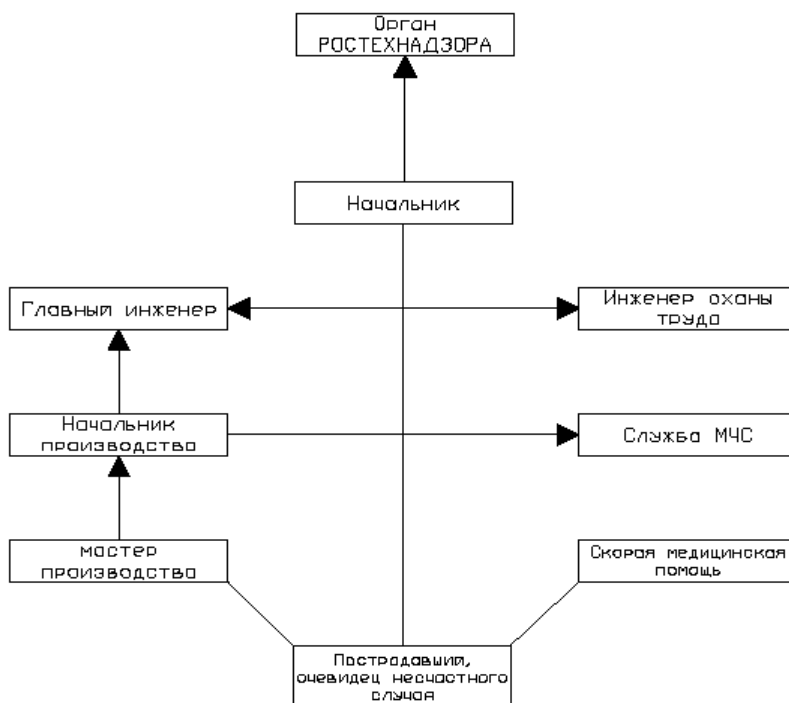 Орган
РОСТЕХНАДЗОРА
Начальник
Главный инженер
Инженер оханы
труда
Начальник
производство
Служба МЧС
мастер
производства
Скорая медицинская
помощь
Пострадавший,
очевидец несчастного
случая